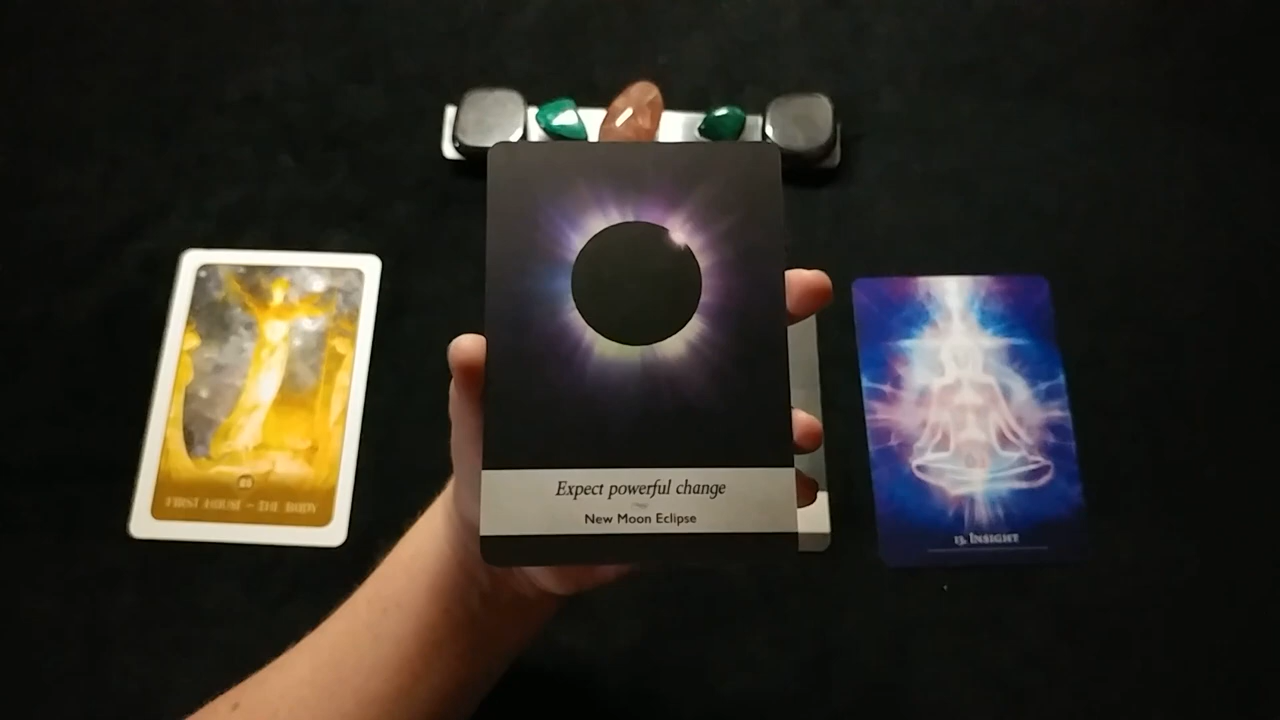 FIRST HOUSE - THE BODY
Expect powerful change
New Moon Eclipse
13. INSIGHT